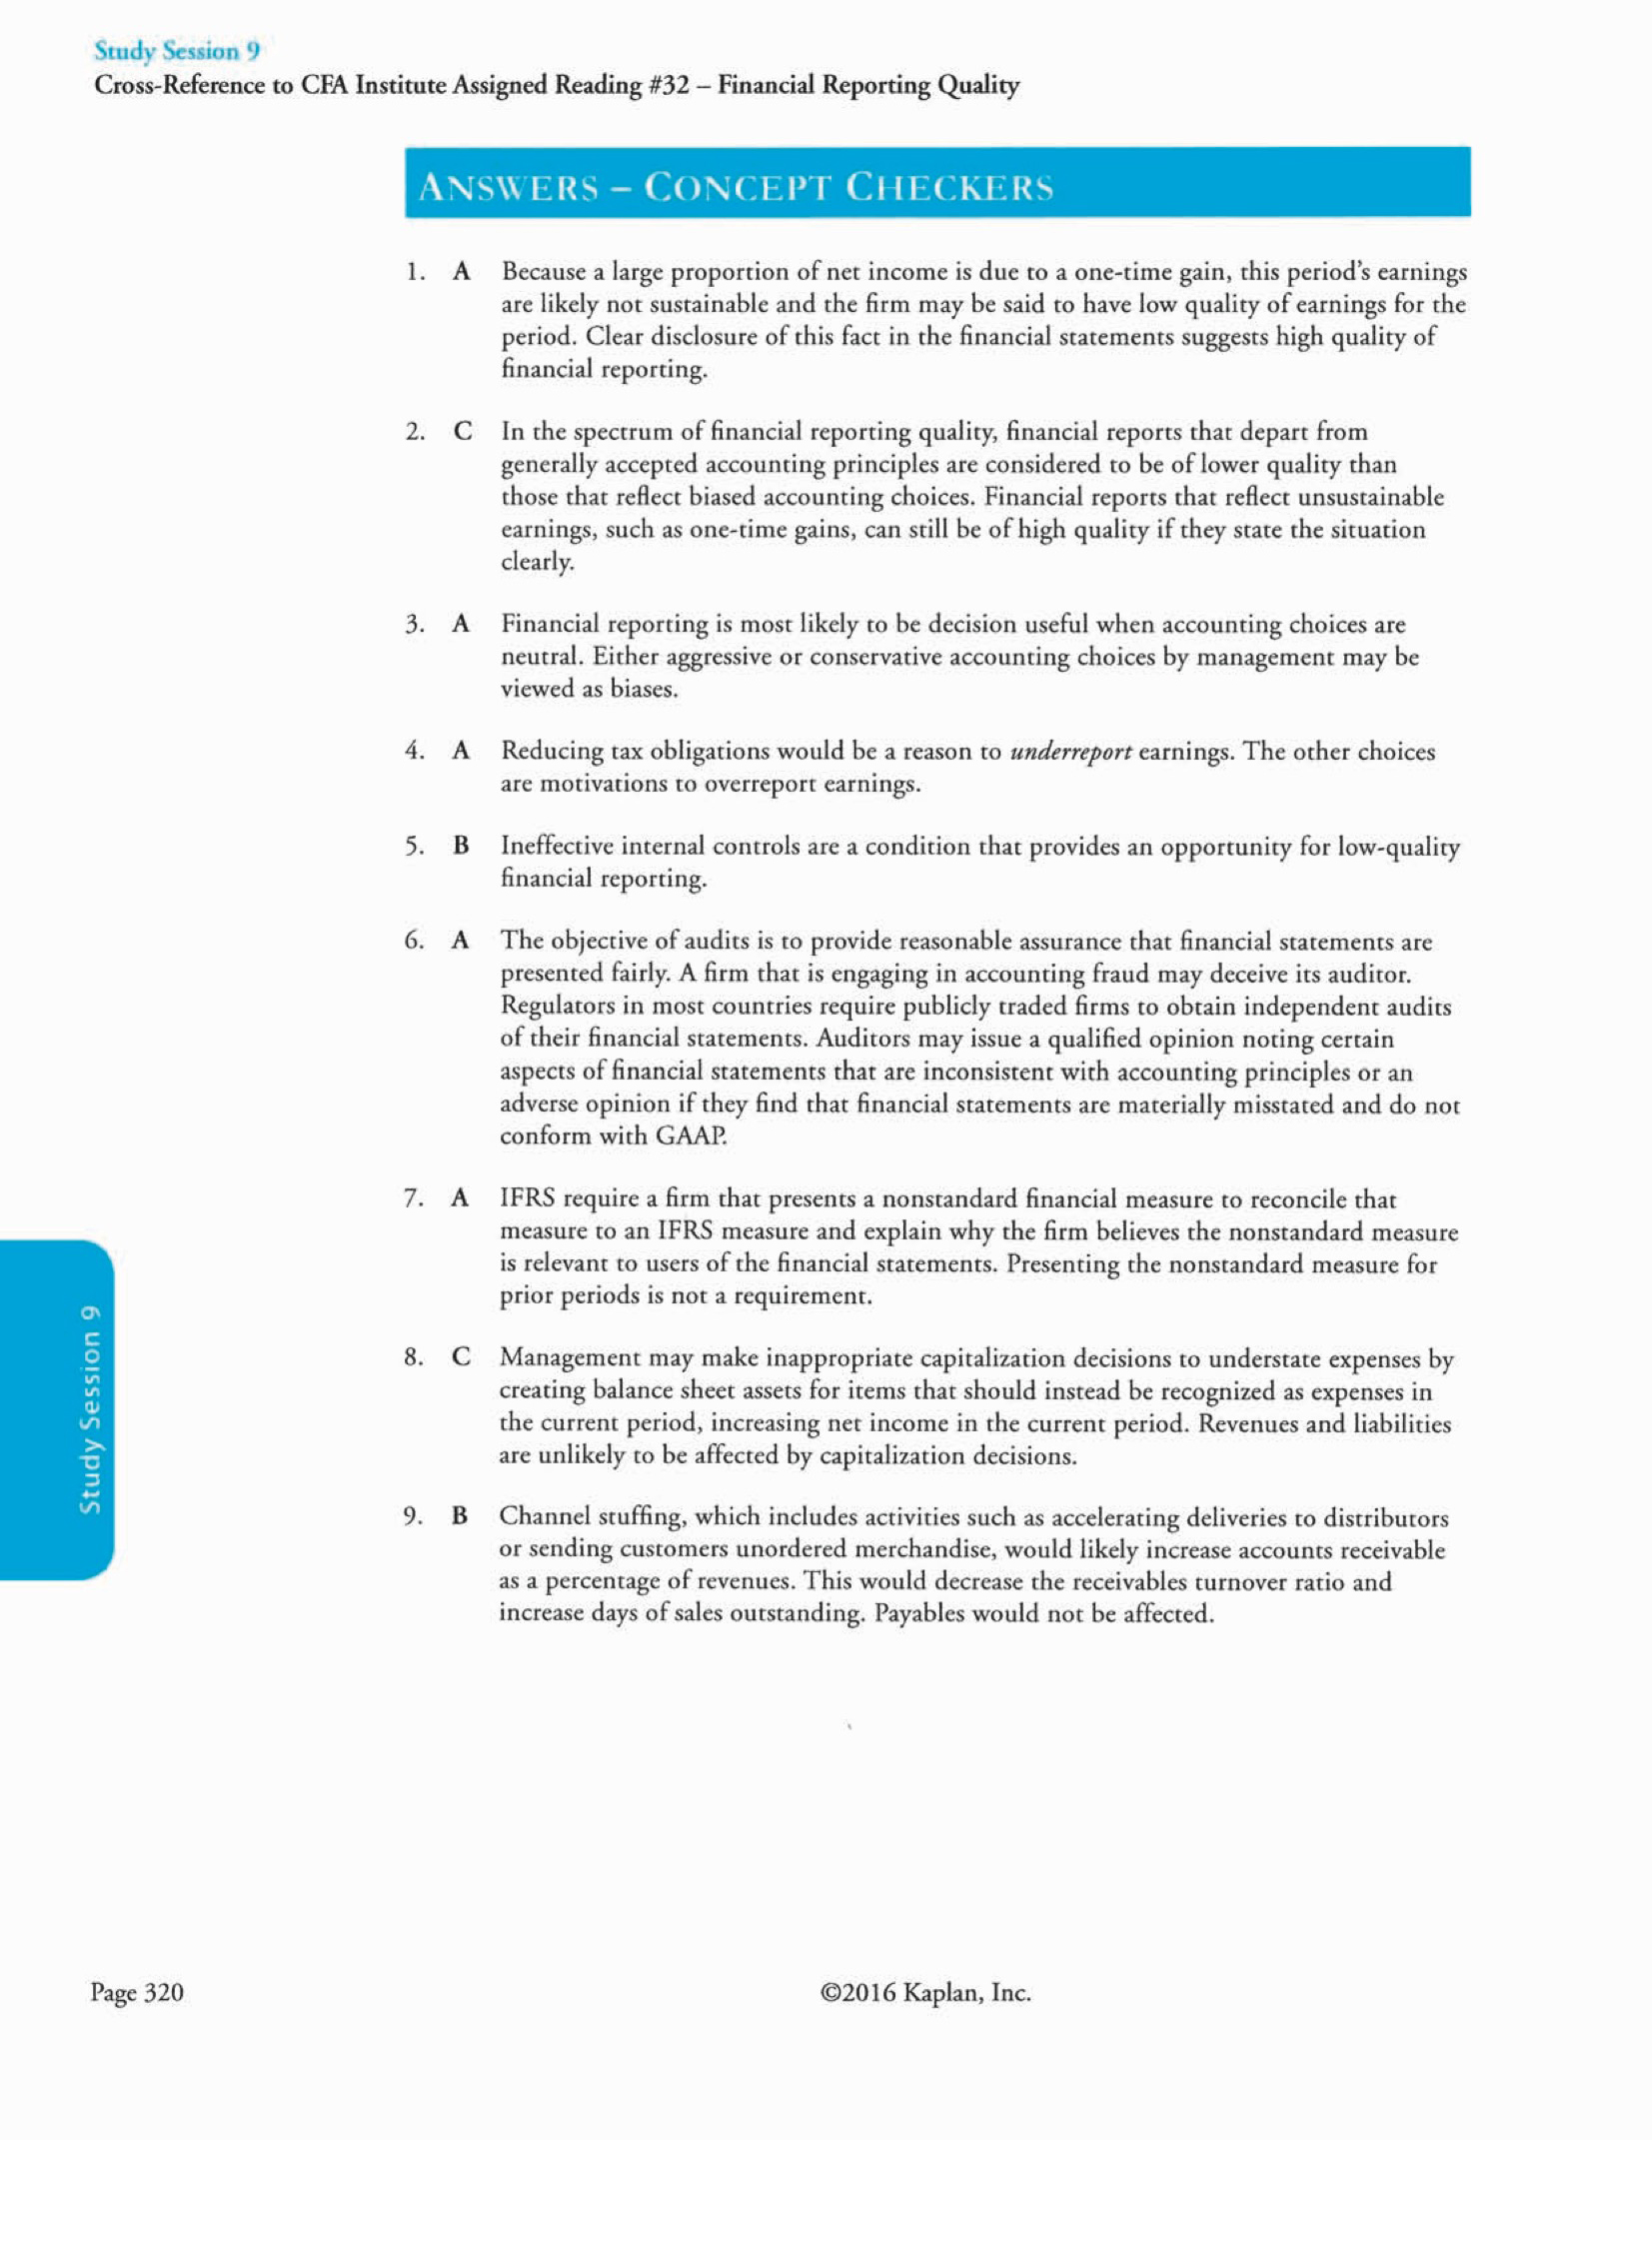 Study Session 9
Cross-Reference to CFA Institute Assigned Reading #32 – Financial Reporting Quality
ANSWERS – CONCEPT CHECKERS
1. A Because a large proportion of net income is due to a one-time gain, this period's earnings
are likely not sustainable and the firm may be said to have low quality of earnings for the
period. Clear disclosure of this fact in the financial statements suggests high quality of
financial reporting.
2. C In the spectrum of financial reporting quality, financial reports that depart from
generally accepted accounting principles are considered to be of lower quality than
those that reflect biased accounting choices. Financial reports that reflect unsustainable
earnings, such as one-time gains, can still be of high quality if they state the situation
clearly.
3. A Financial reporting is most likely to be decision useful when accounting choices are
neutral. Either aggressive or conservative accounting choices by management may be
viewed as biases.
4. A Reducing tax obligations would be a reason to underreport earnings. The other choices
are motivations to overreport earnings.
5. B Ineffective internal controls are a condition that provides an opportunity for low-quality
financial reporting.
6. A The objective of audits is to provide reasonable assurance that financial statements are
presented fairly. A firm that is engaging in accounting fraud may deceive its auditor.
Regulators in most countries require publicly traded firms to obtain independent audits
of their financial statements. Auditors may issue a qualified opinion noting certain
aspects of financial statements that are inconsistent with accounting principles or an
adverse opinion if they find that financial statements are materially misstated and do not
conform with GAAP.
7. A IFRS require a firm that presents a nonstandard financial measure to reconcile that
measure to an IFRS measure and explain why the firm believes the nonstandard measure
is relevant to users of the financial statements. Presenting the nonstandard measure for
prior periods is not a requirement.
8. C Management may make inappropriate capitalization decisions to understate expenses by
creating balance sheet assets for items that should instead be recognized as expenses in
the current period, increasing net income in the current period. Revenues and liabilities
are unlikely to be affected by capitalization decisions.
9. B Channel stuffing, which includes activities such as accelerating deliveries to distributors
or sending customers unordered merchandise, would likely increase accounts receivable
as a percentage of revenues. This would decrease the receivables turnover ratio and
increase days of sales outstanding. Payables would not be affected.
Study Session 9
Page 320
©2016 Kaplan, Inc.